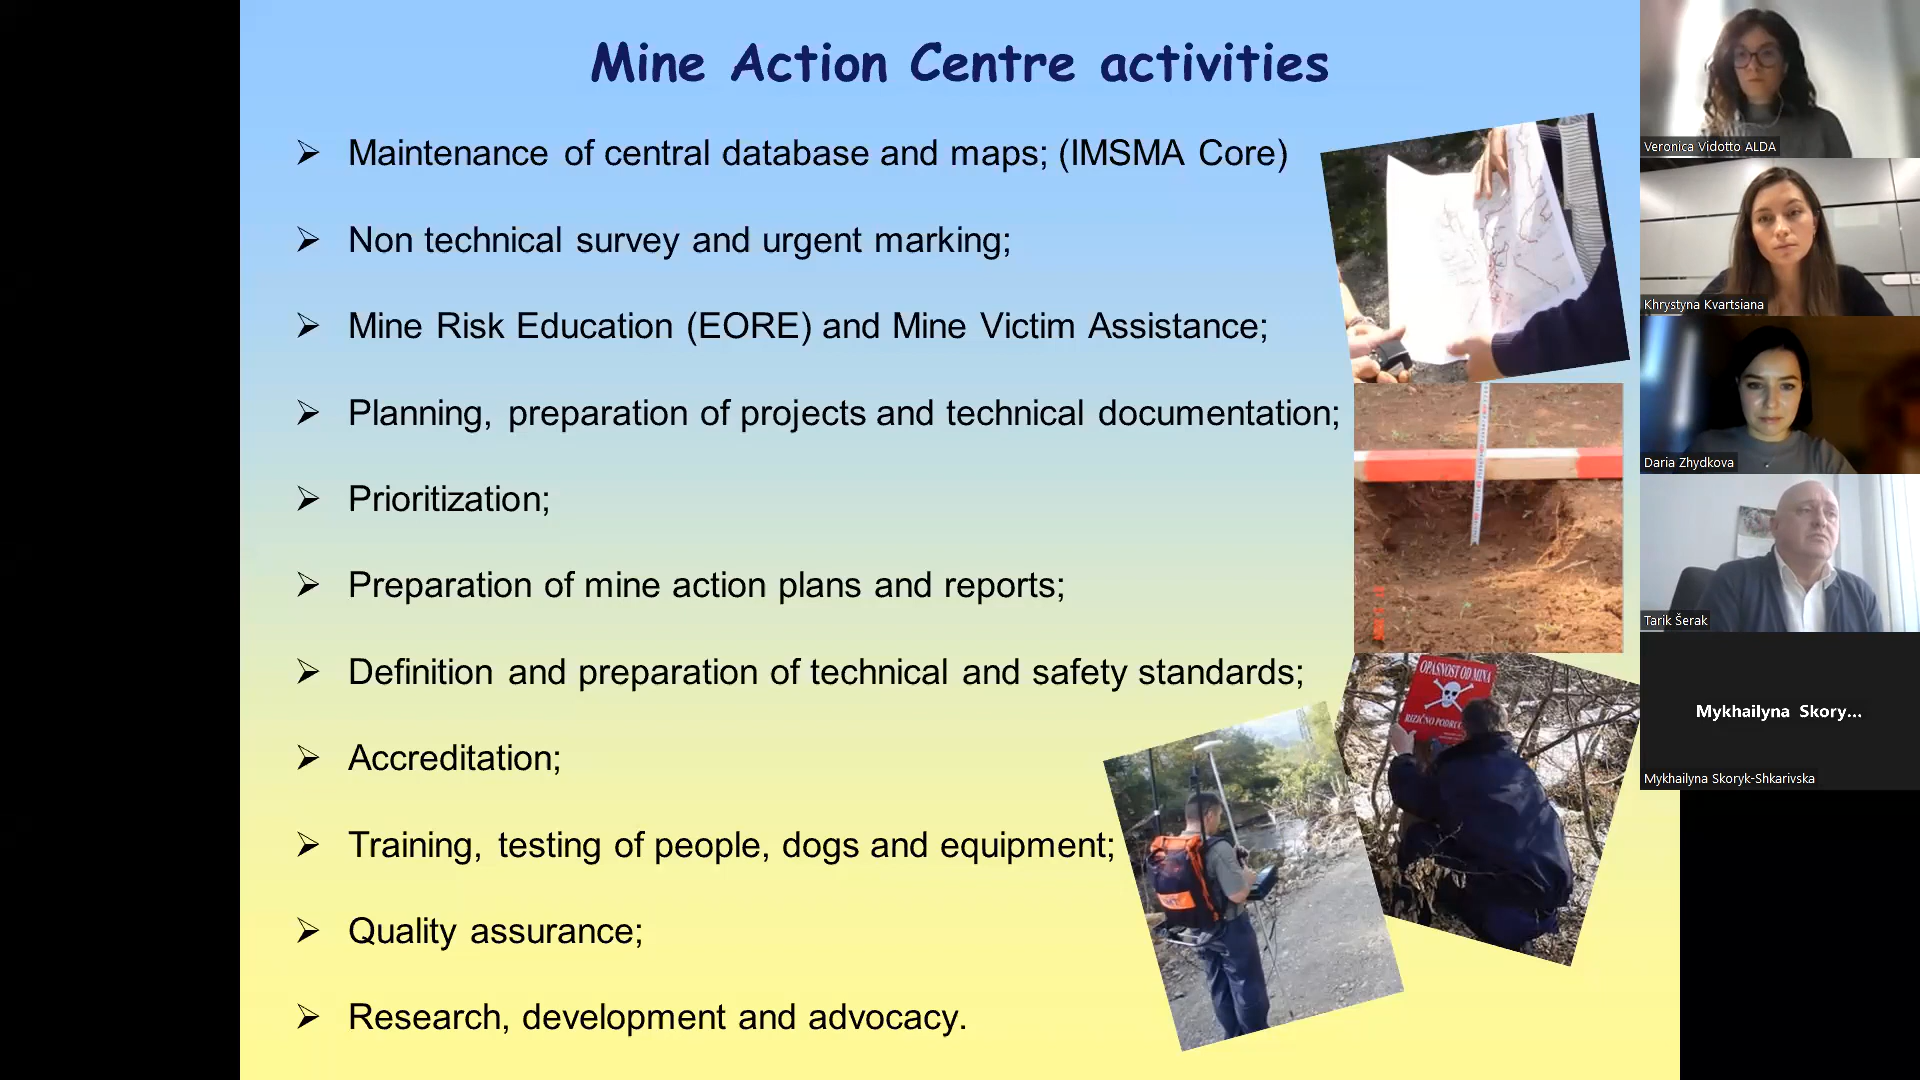 Mine Action Centre activities
Maintenance of central database and maps; (IMSMA Core)
Non technical survey and urgent marking;
Mine Risk Education (EORE) and Mine Victim Assistance;
Planning, preparation of projects and technical documentation;
Prioritization;
Preparation of mine action plans and reports;
Definition and preparation of technical and safety standards;
Accreditation;
Training, testing of people, dogs and equipment;
Quality assurance;
Research, development and advocacy.
OPASNOST OD MINA
RIZIČNO
Veronica Vidotto ALDA
Khrystyna Kvartsiana
Daria Zhydkova
Tarik Šerak
Mykhailyna Skory...
Mykhailyna Skoryk-Shkarivska